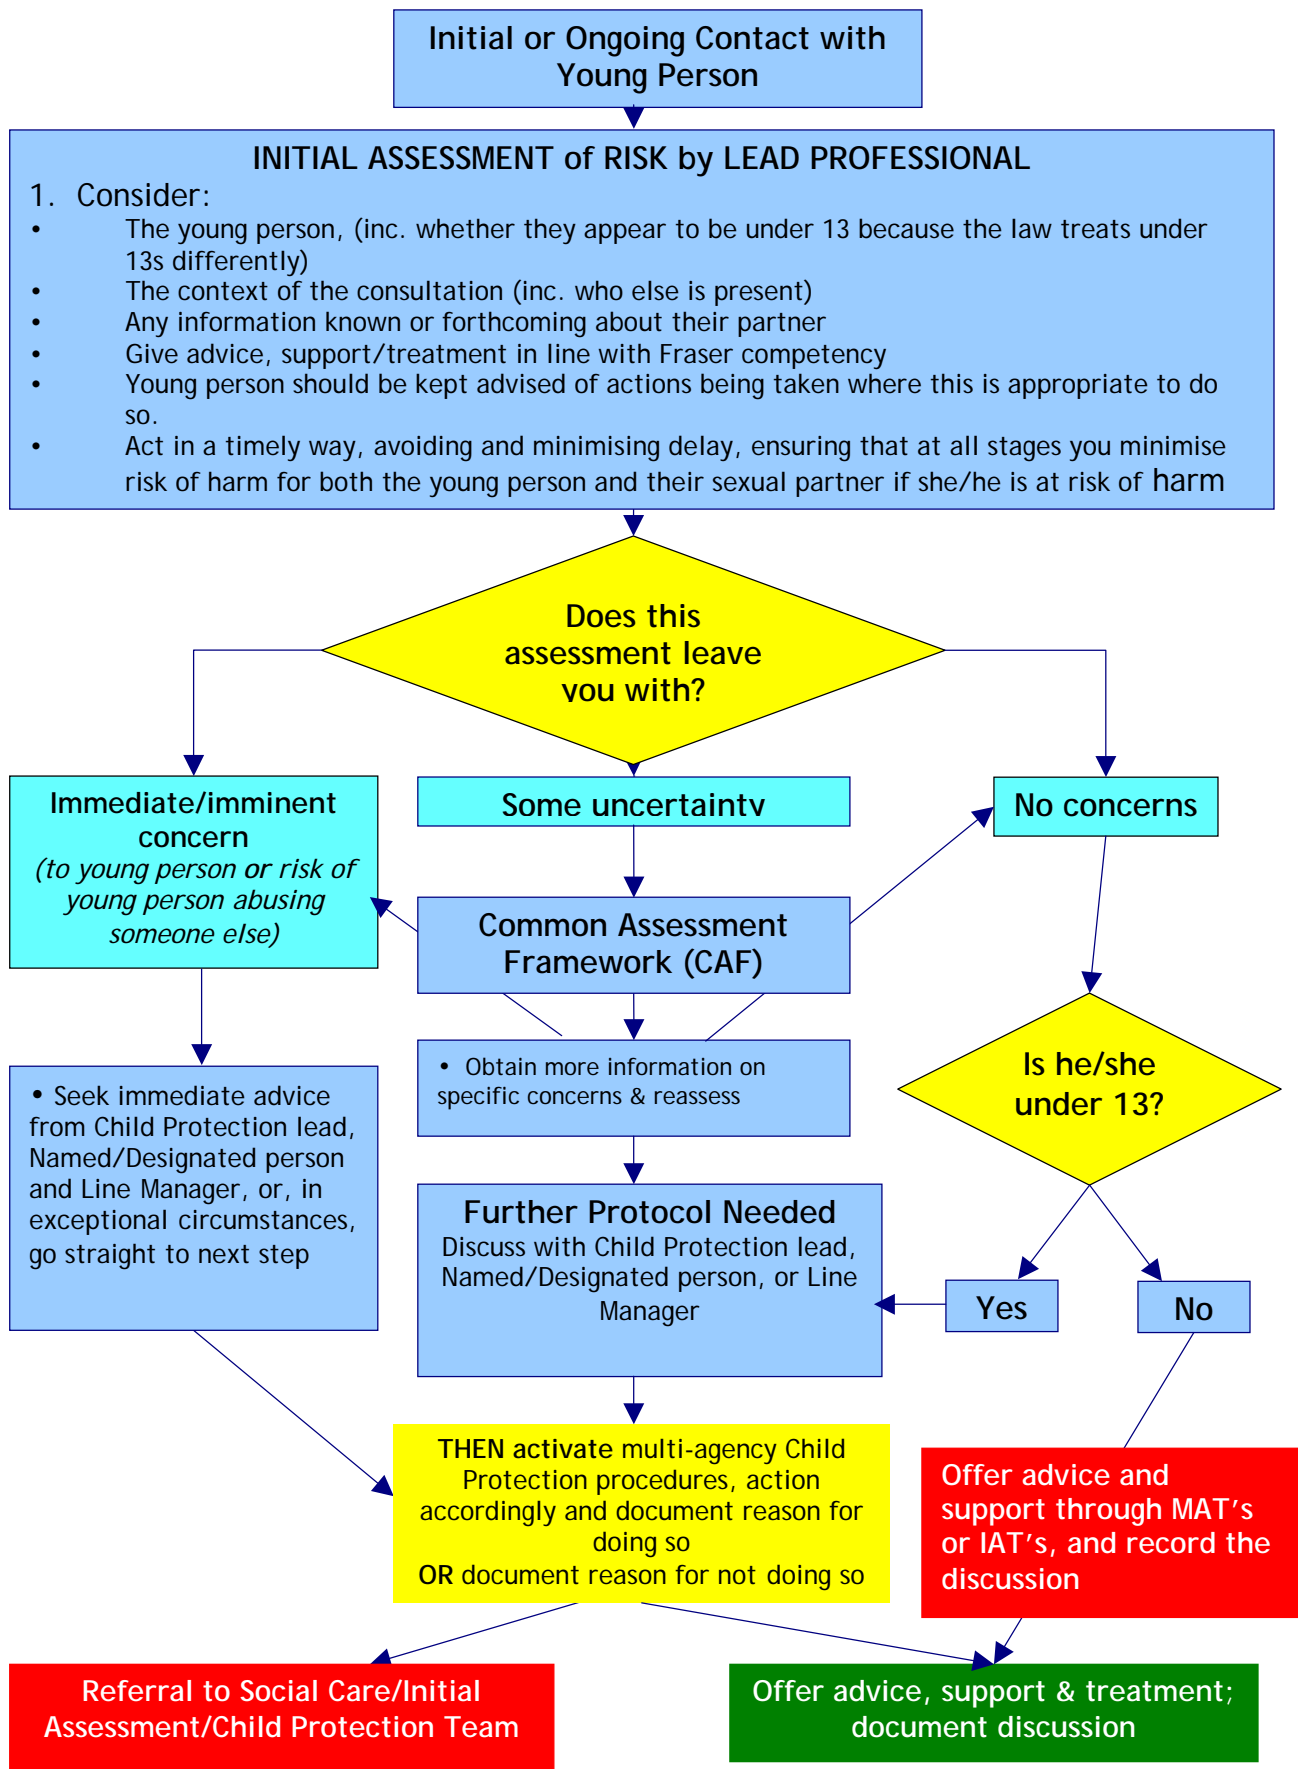 Initial or Ongoing Contact with
Young Person
INITIAL ASSESSMENT of RISK by LEAD PROFESSIONAL
1. Consider:
• The young person, (inc. whether they appear to be under 13 because the law treats under
13s differently)
• The context of the consultation (inc. who else is present)
• Any information known or forthcoming about their partner
• Give advice, support/treatment in line with Fraser competency
• Young person should be kept advised of actions being taken where this is appropriate to do
so.
• Act in a timely way, avoiding and minimising delay, ensuring that at all stages you minimise
risk of harm for both the young person and their sexual partner if she/he is at risk of harm
Does this
assessment leave
you with?
Immediate/imminent
concern
(to young person or risk of
young person abusing
someone else)
Some uncertainty
No concerns
Common Assessment
Framework (CAF)
• Obtain more information on
specific concerns & reassess
Is he/she
under 13?
• Seek immediate advice
from Child Protection lead,
Named/Designated person
and Line Manager, or, in
exceptional circumstances,
go straight to next step
Further Protocol Needed
Discuss with Child Protection lead,
Named/Designated person, or Line
Manager
Yes
No
THEN activate multi-agency Child
Protection procedures, action
accordingly and document reason for
doing so
OR document reason for not doing so
Offer advice and
support through MAT's
or IAT's, and record the
discussion
Referral to Social Care/Initial
Assessment/Child Protection Team
Offer advice, support & treatment;
document discussion